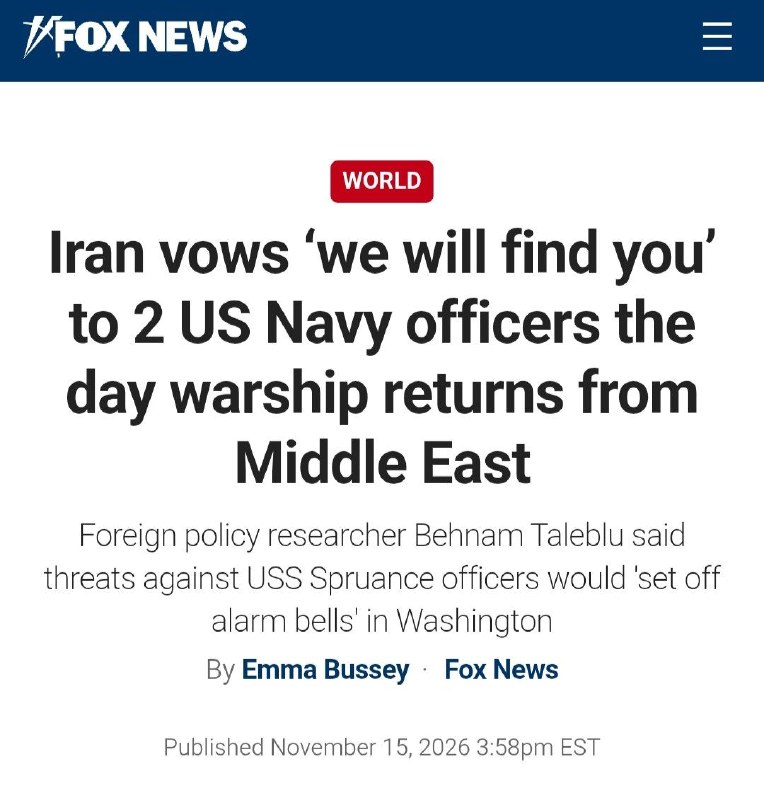 FOX NEWS
WORLD
Iran vows ‘we will find you’
to 2 US Navy officers the
day warship returns from
Middle East
Foreign policy researcher Behnam Taleblu said
threats against USS Spruance officers would 'set off
alarm bells' in Washington
By Emma Bussey · Fox News
Published November 15, 2026 3:58pm EST